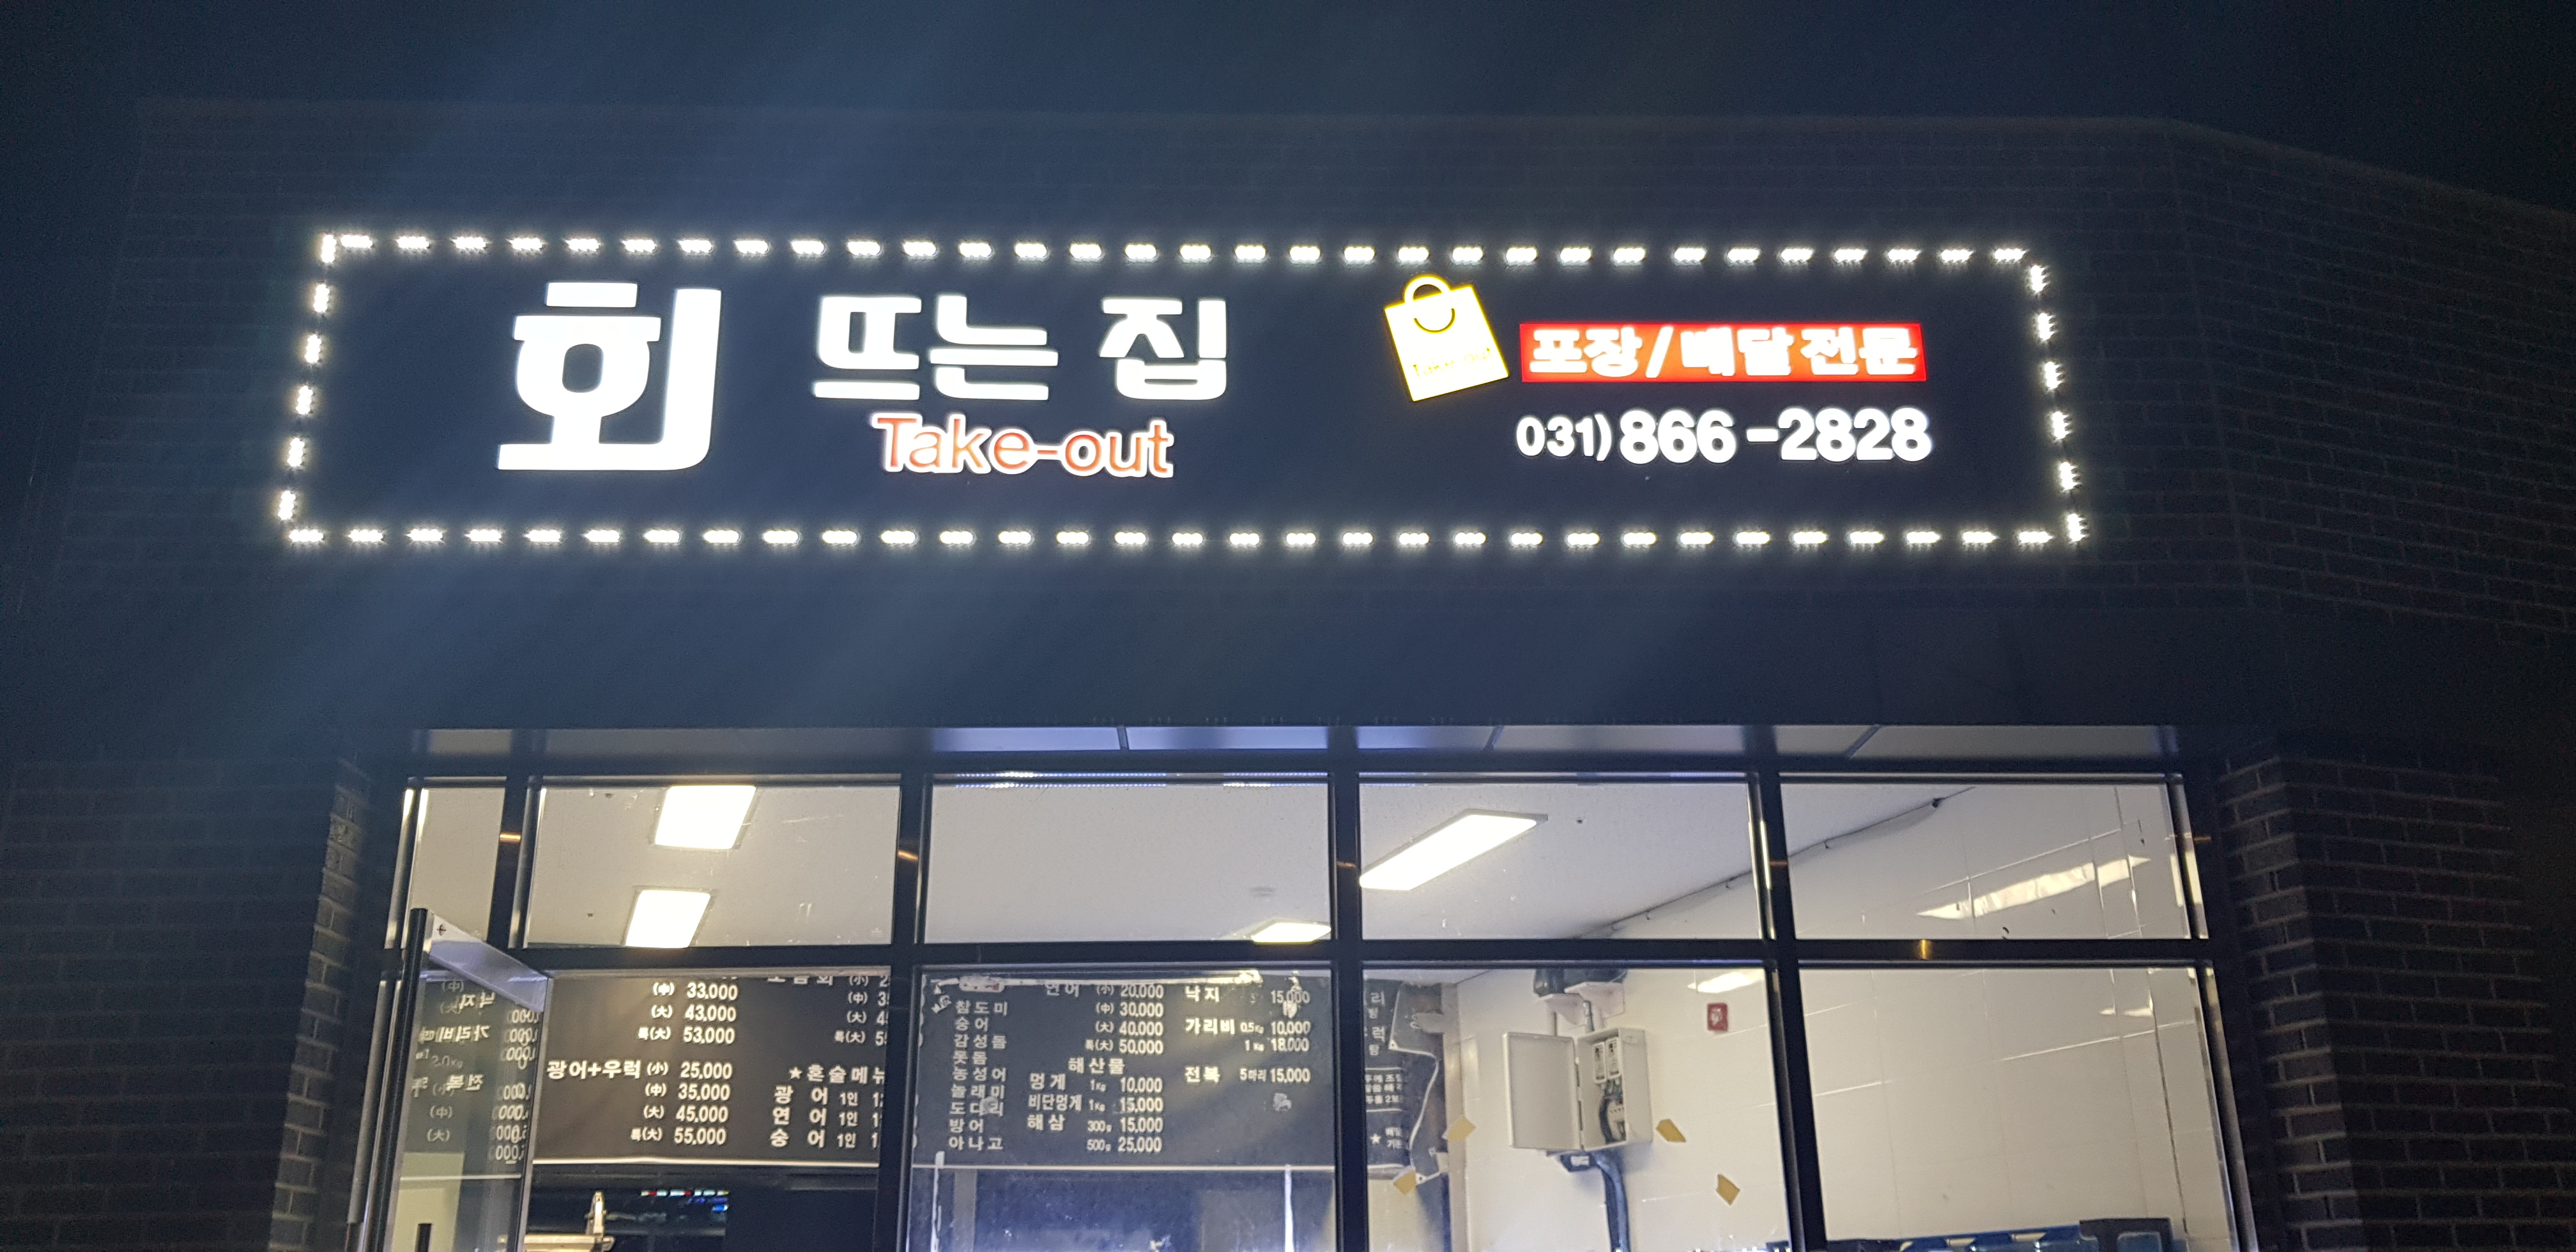 회 뜨는 집
Take-out
Take-out
포장/배달전문
031)866-2828
(中) 33,000
(大) 43,000
특(大) 53,000
광어+우럭 (小) 25,000
(中) 35,000
(大) 45,000
특(大) 55,000
(小)
(中)
(大)
특(大)
★혼술메뉴
광 어 1인
연 어 1인
숭 어 1인
참도미
숭어
감성돔
돗돔
농성어
놀래미
도다리
방어
아나고
연어 (小) 20,000
(中) 30,000
(大) 40,000
특(大) 50,000
해산물
멍게 1Kg 10,000
비단멍게 1Kg 15,000
해삼 300g 15,000
500g 25,000
낙지 15,000
가리비 0.5Kg 10,000
1Kg 18,000
전복 5마리 15,000